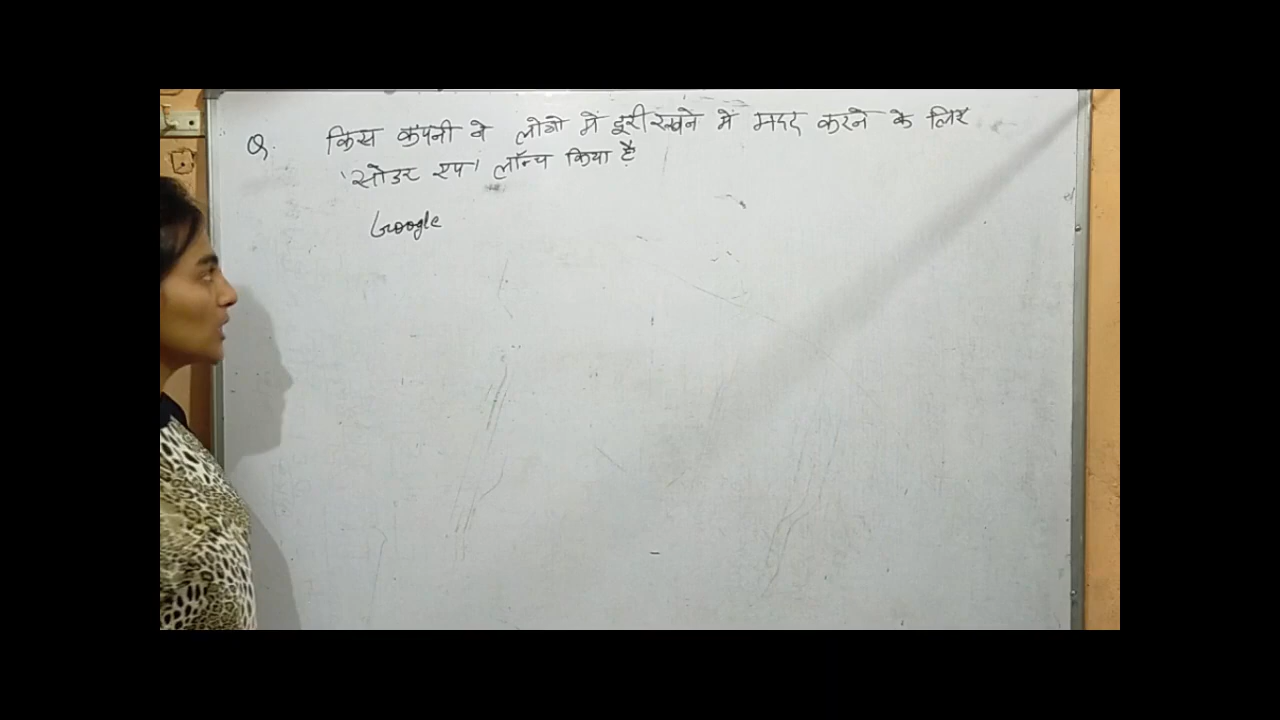 Q. किस कंपनी ने लोगो में दूरी रखने में मदद करने के लिए
'सोडर एप' लॉन्च किया है
Google